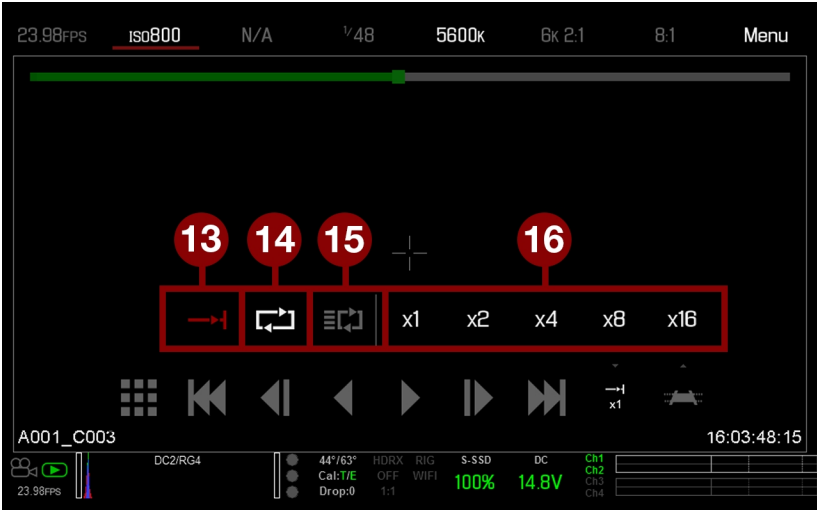 23.98FPS ISO800 N/A 1/48 5600K 6K 2:1 8:1 Menu
13 14 15 16
x1 x2 x4 x8 x16
x1
A001_C003 16:03:48:15
DC2/RG4 44°/63° HDRX RIG S-SSD DC Ch1
Cal:T/E OFF WIFI 100% 14.8V Ch2
23.98FPS Drop:0 1:1 Ch3
Ch4